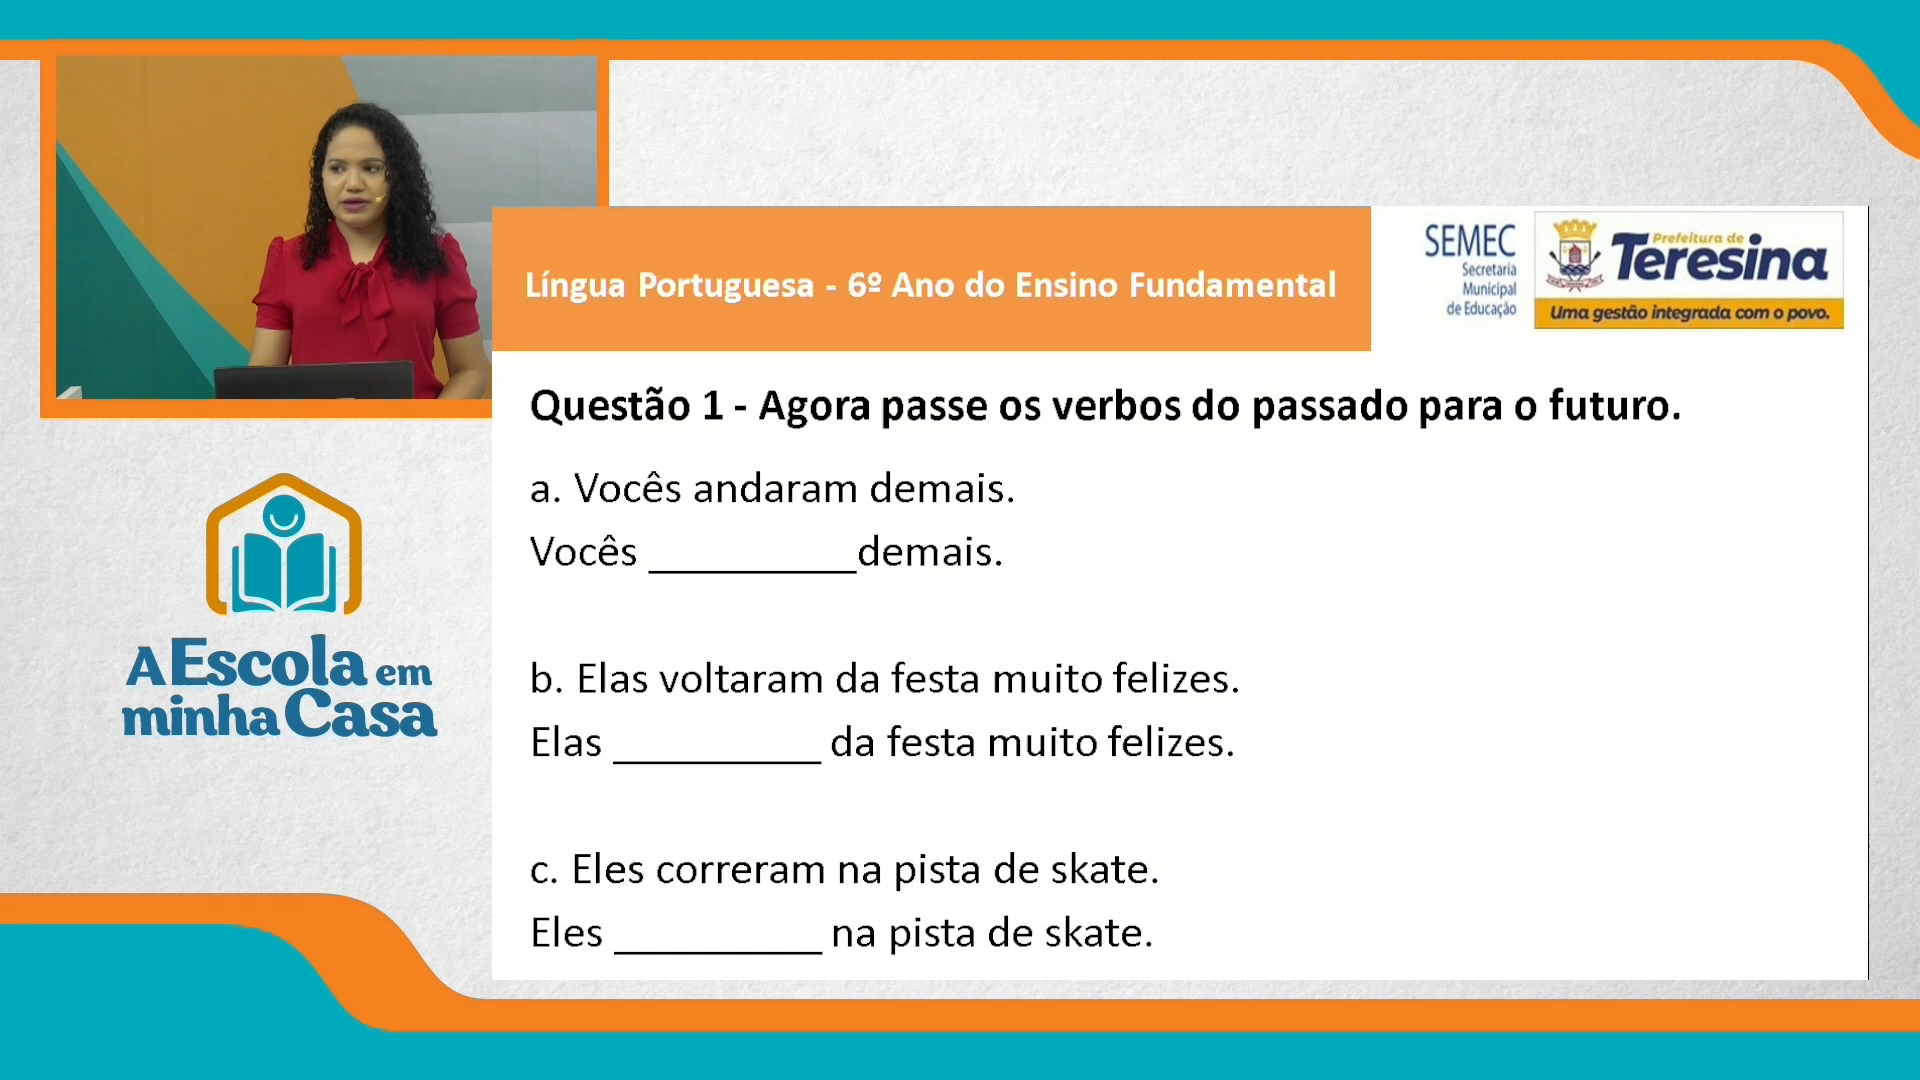 Língua Portuguesa - 6º Ano do Ensino Fundamental
SEMEC
Secretaria
Municipal
de Educação
Prefeitura de
Teresina
Uma gestão integrada com o povo.
Questão 1 - Agora passe os verbos do passado para o futuro.
a. Vocês andaram demais.
Vocês __________demais.
b. Elas voltaram da festa muito felizes.
Elas __________ da festa muito felizes.
c. Eles correram na pista de skate.
Eles __________ na pista de skate.
A Escola em
minha Casa